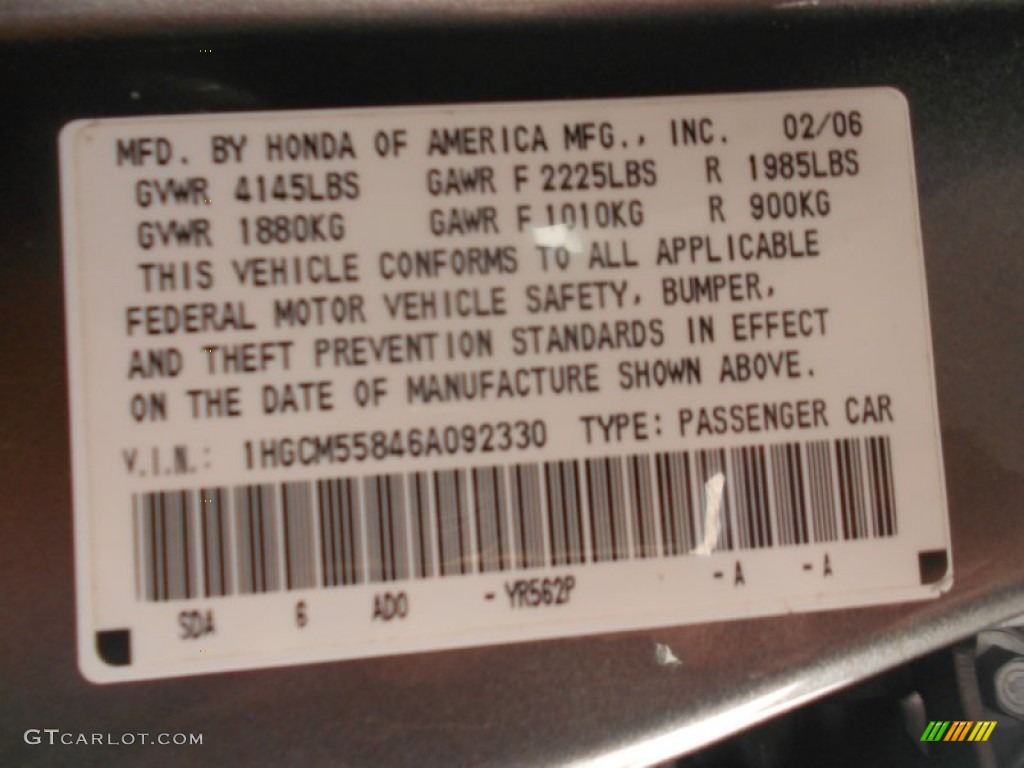 MFD. BY HONDA OF AMERICA MFG., INC. 02/06
GVWR 4145LBS GAWR F 2225LBS R 1985LBS
GVWR 1880KG GAWR F 1010KG R 900KG
THIS VEHICLE CONFORMS TO ALL APPLICABLE
FEDERAL MOTOR VEHICLE SAFETY, BUMPER,
AND THEFT PREVENTION STANDARDS IN EFFECT
ON THE DATE OF MANUFACTURE SHOWN ABOVE.
V.I.N.: 1HGCM55846A092330 TYPE: PASSENGER CAR
SDA 6 ADO -YR562P -A -A
GTCARLOT.COM